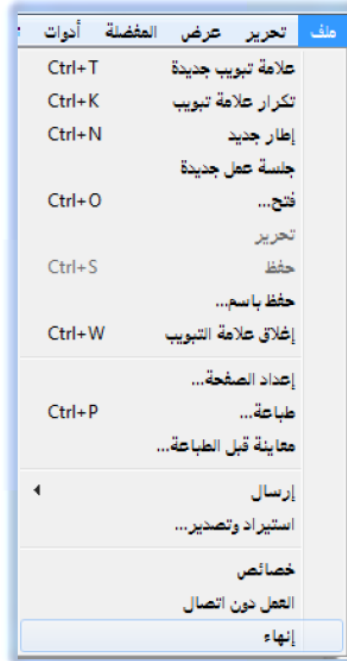 ملف تحرير عرض المفضلة أدوات
علامة تبويب جديدة Ctrl+T
تكرار علامة تبويب Ctrl+K
إطار جديد Ctrl+N
جلسة عمل جديدة
فتح... Ctrl+O
تحرير
حفظ Ctrl+S
حفظ باسم...
إغلاق علامة التبويب Ctrl+W
إعداد الصفحة...
طباعة... Ctrl+P
معاينة قبل الطباعة...
إرسال
استيراد وتصدير...
خصائص
العمل دون اتصال
إنهاء